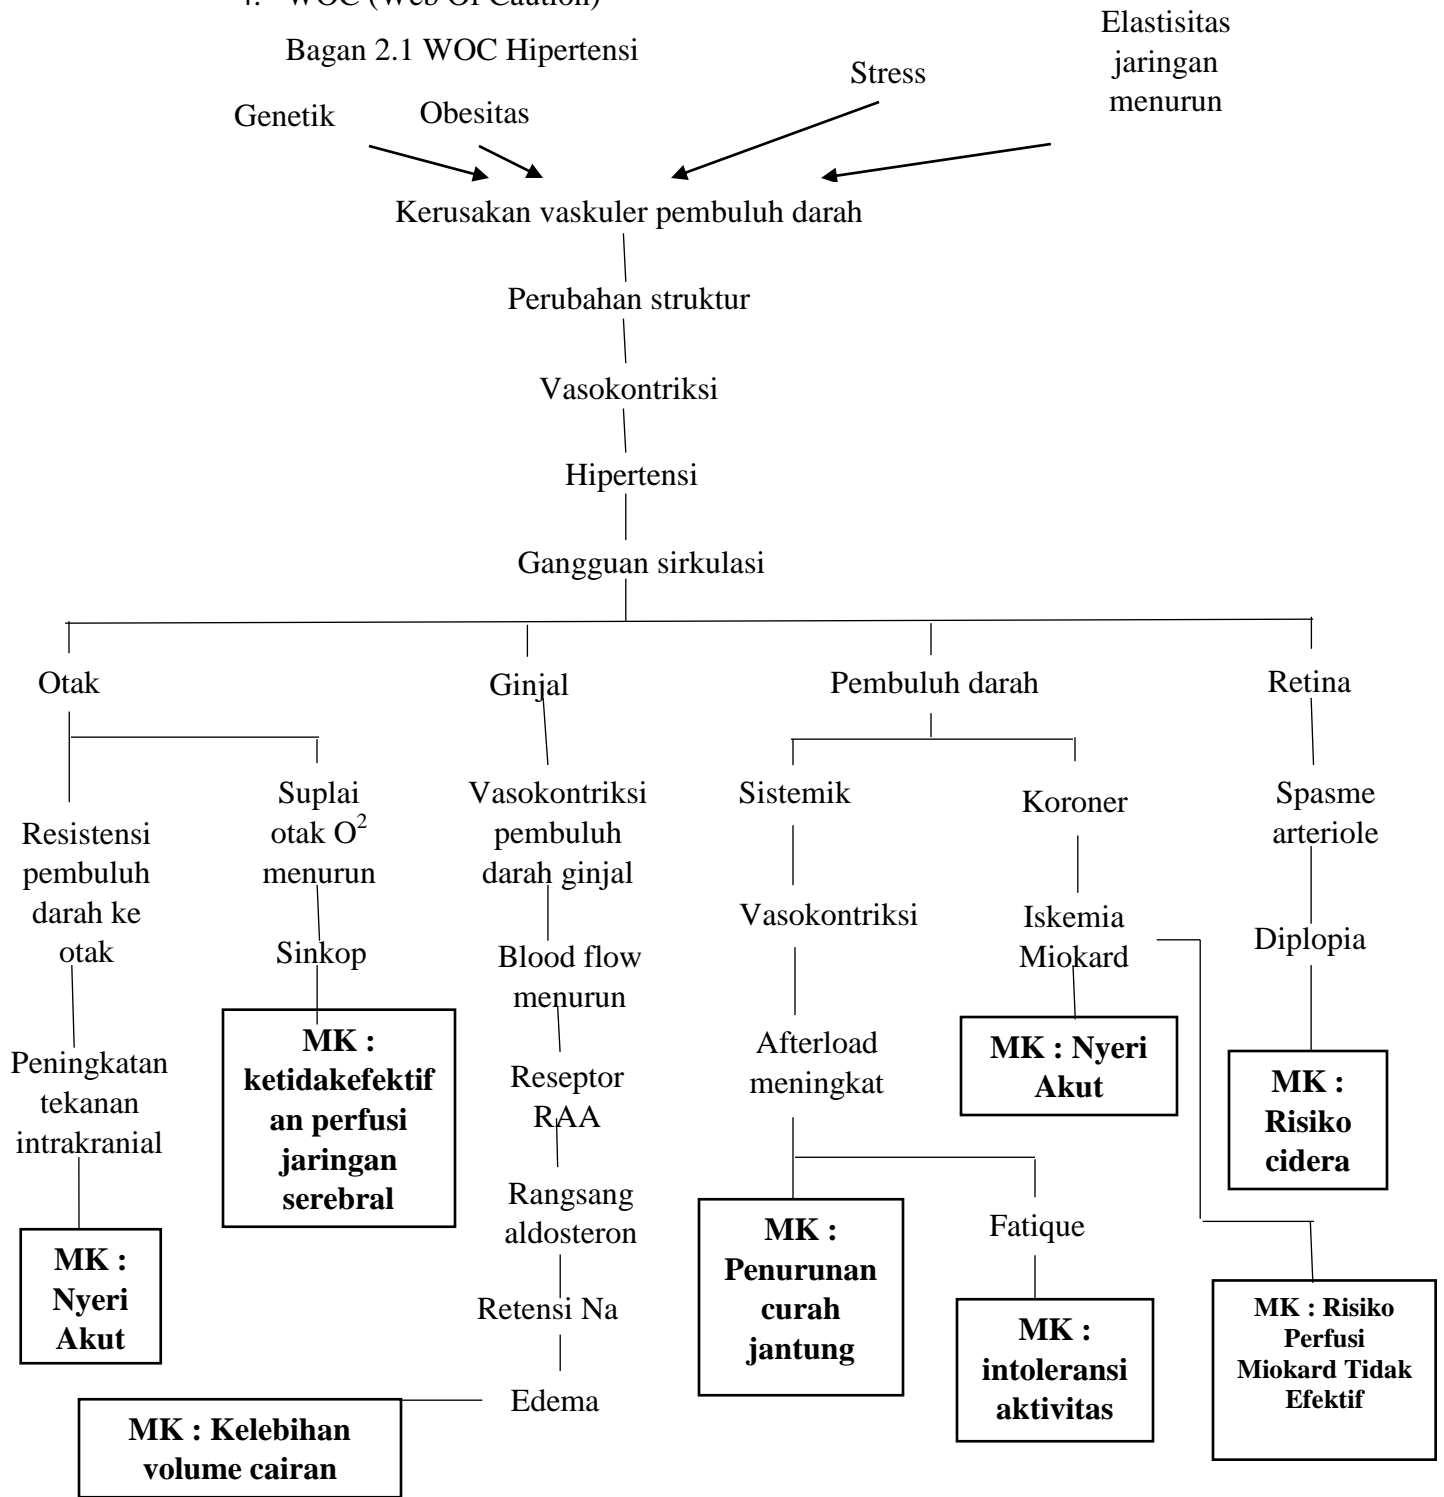 4. WOC (Web Of Caution)
Bagan 2.1 WOC Hipertensi
Genetik
Obesitas
Stress
Elastisitas
jaringan
menurun
Kerusakan vaskuler pembuluh darah
Perubahan struktur
Vasokontriksi
Hipertensi
Gangguan sirkulasi
Otak
Ginjal
Pembuluh darah
Retina
Resistensi
pembuluh
darah ke
otak
Peningkatan
tekanan
intrakranial
MK :
Nyeri
Akut
Suplai
otak O²
menurun
Sinkop
MK :
ketidakefektif
an perfusi
jaringan
serebral
Vasokontriksi
pembuluh
darah ginjal
Blood flow
menurun
Reseptor
RAA
Rangsang
aldosteron
Retensi Na
Edema
MK : Kelebihan
volume cairan
Sistemik
Vasokontriksi
Afterload
meningkat
MK :
Penurunan
curah
jantung
Fatique
MK :
intoleransi
aktivitas
Koroner
Iskemia
Miokard
MK : Nyeri
Akut
MK : Risiko
Perfusi
Miokard Tidak
Efektif
Spasme
arteriole
Diplopia
MK :
Risiko
cidera